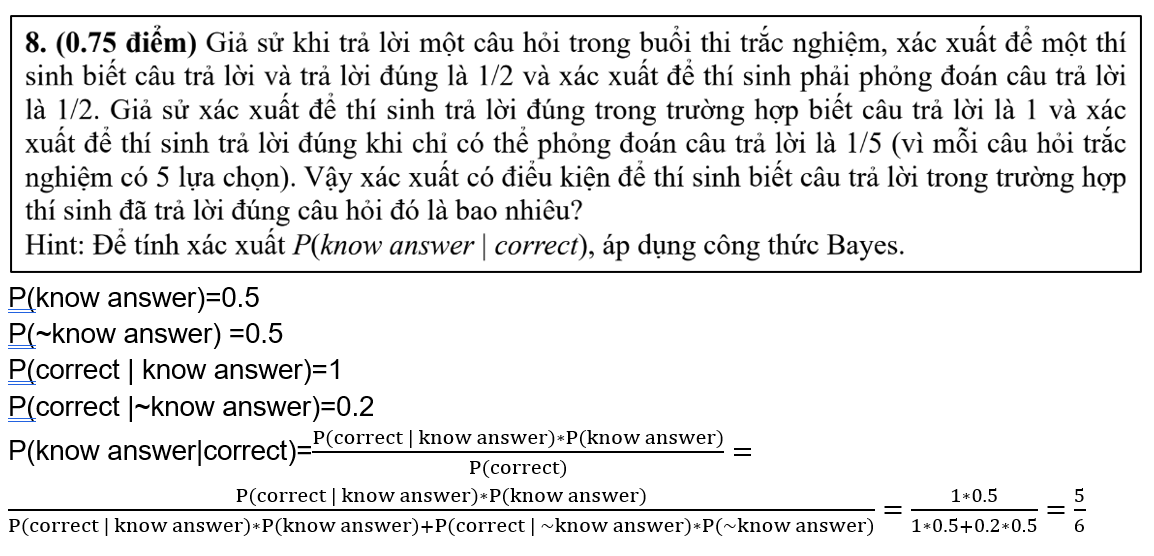 8. (0.75 điểm) Giả sử khi trả lời một câu hỏi trong buổi thi trắc nghiệm, xác xuất để một thí
sinh biết câu trả lời và trả lời đúng là 1/2 và xác xuất để thí sinh phải phỏng đoán câu trả lời
là 1/2. Giả sử xác xuất để thí sinh trả lời đúng trong trường hợp biết câu trả lời là 1 và xác
xuất để thí sinh trả lời đúng khi chỉ có thể phỏng đoán câu trả lời là 1/5 (vì mỗi câu hỏi trắc
nghiệm có 5 lựa chọn). Vậy xác xuất có điều kiện để thí sinh biết câu trả lời trong trường hợp
thí sinh đã trả lời đúng câu hỏi đó là bao nhiêu?
Hint: Để tính xác xuất P(know answer | correct), áp dụng công thức Bayes.
P(know answer)=0.5
P(~know answer) =0.5
P(correct | know answer)=1
P(correct |~know answer)=0.2
P(know answer|correct)=
P(correct | know answer)*P(know answer)
P(correct)
=
P(correct | know answer)*P(know answer)
P(correct | know answer)*P(know answer)+P(correct | ~know answer)*P(~know answer)
=
1*0.5
1*0.5+0.2*0.5
=
5
6